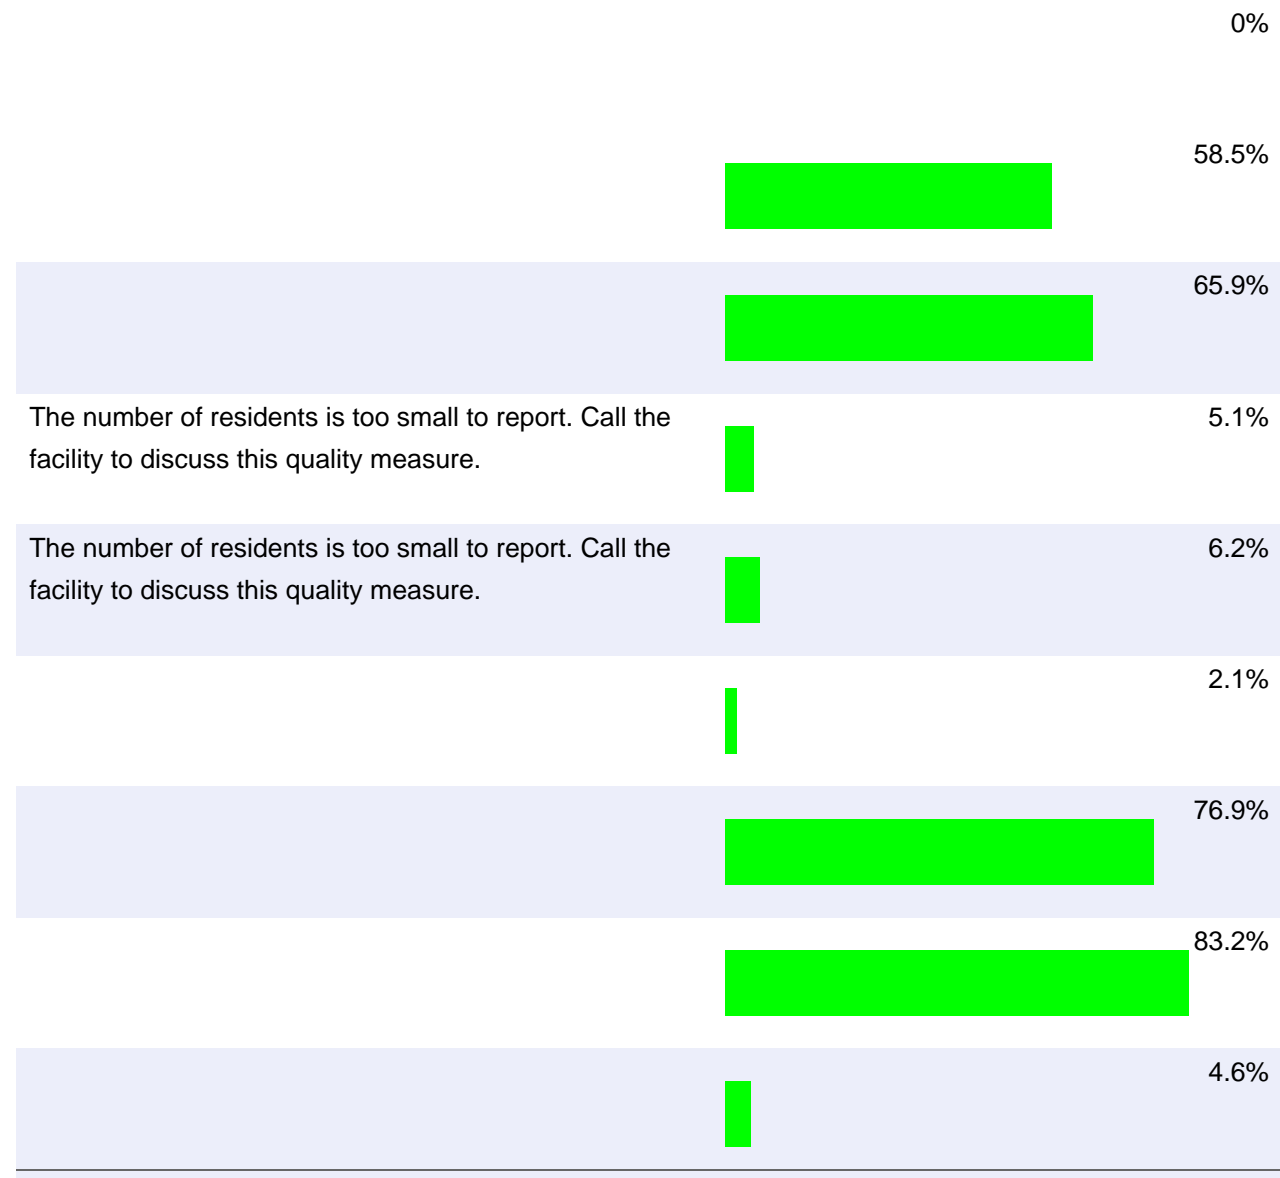 0%
58.5%
65.9%
The number of residents is too small to report. Call the
facility to discuss this quality measure.
5.1%
The number of residents is too small to report. Call the
facility to discuss this quality measure.
6.2%
2.1%
76.9%
83.2%
4.6%